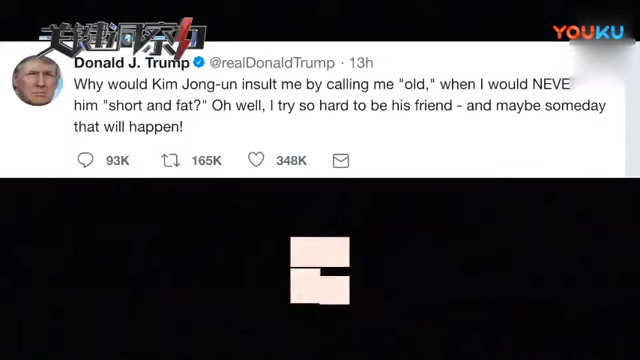 关键洞察力
YOUKU
Donald J. Trump @realDonaldTrump · 13h
Why would Kim Jong-un insult me by calling me "old," when I would NEVE
him "short and fat?" Oh well, I try so hard to be his friend - and maybe someday
that will happen!
93K 165K 348K